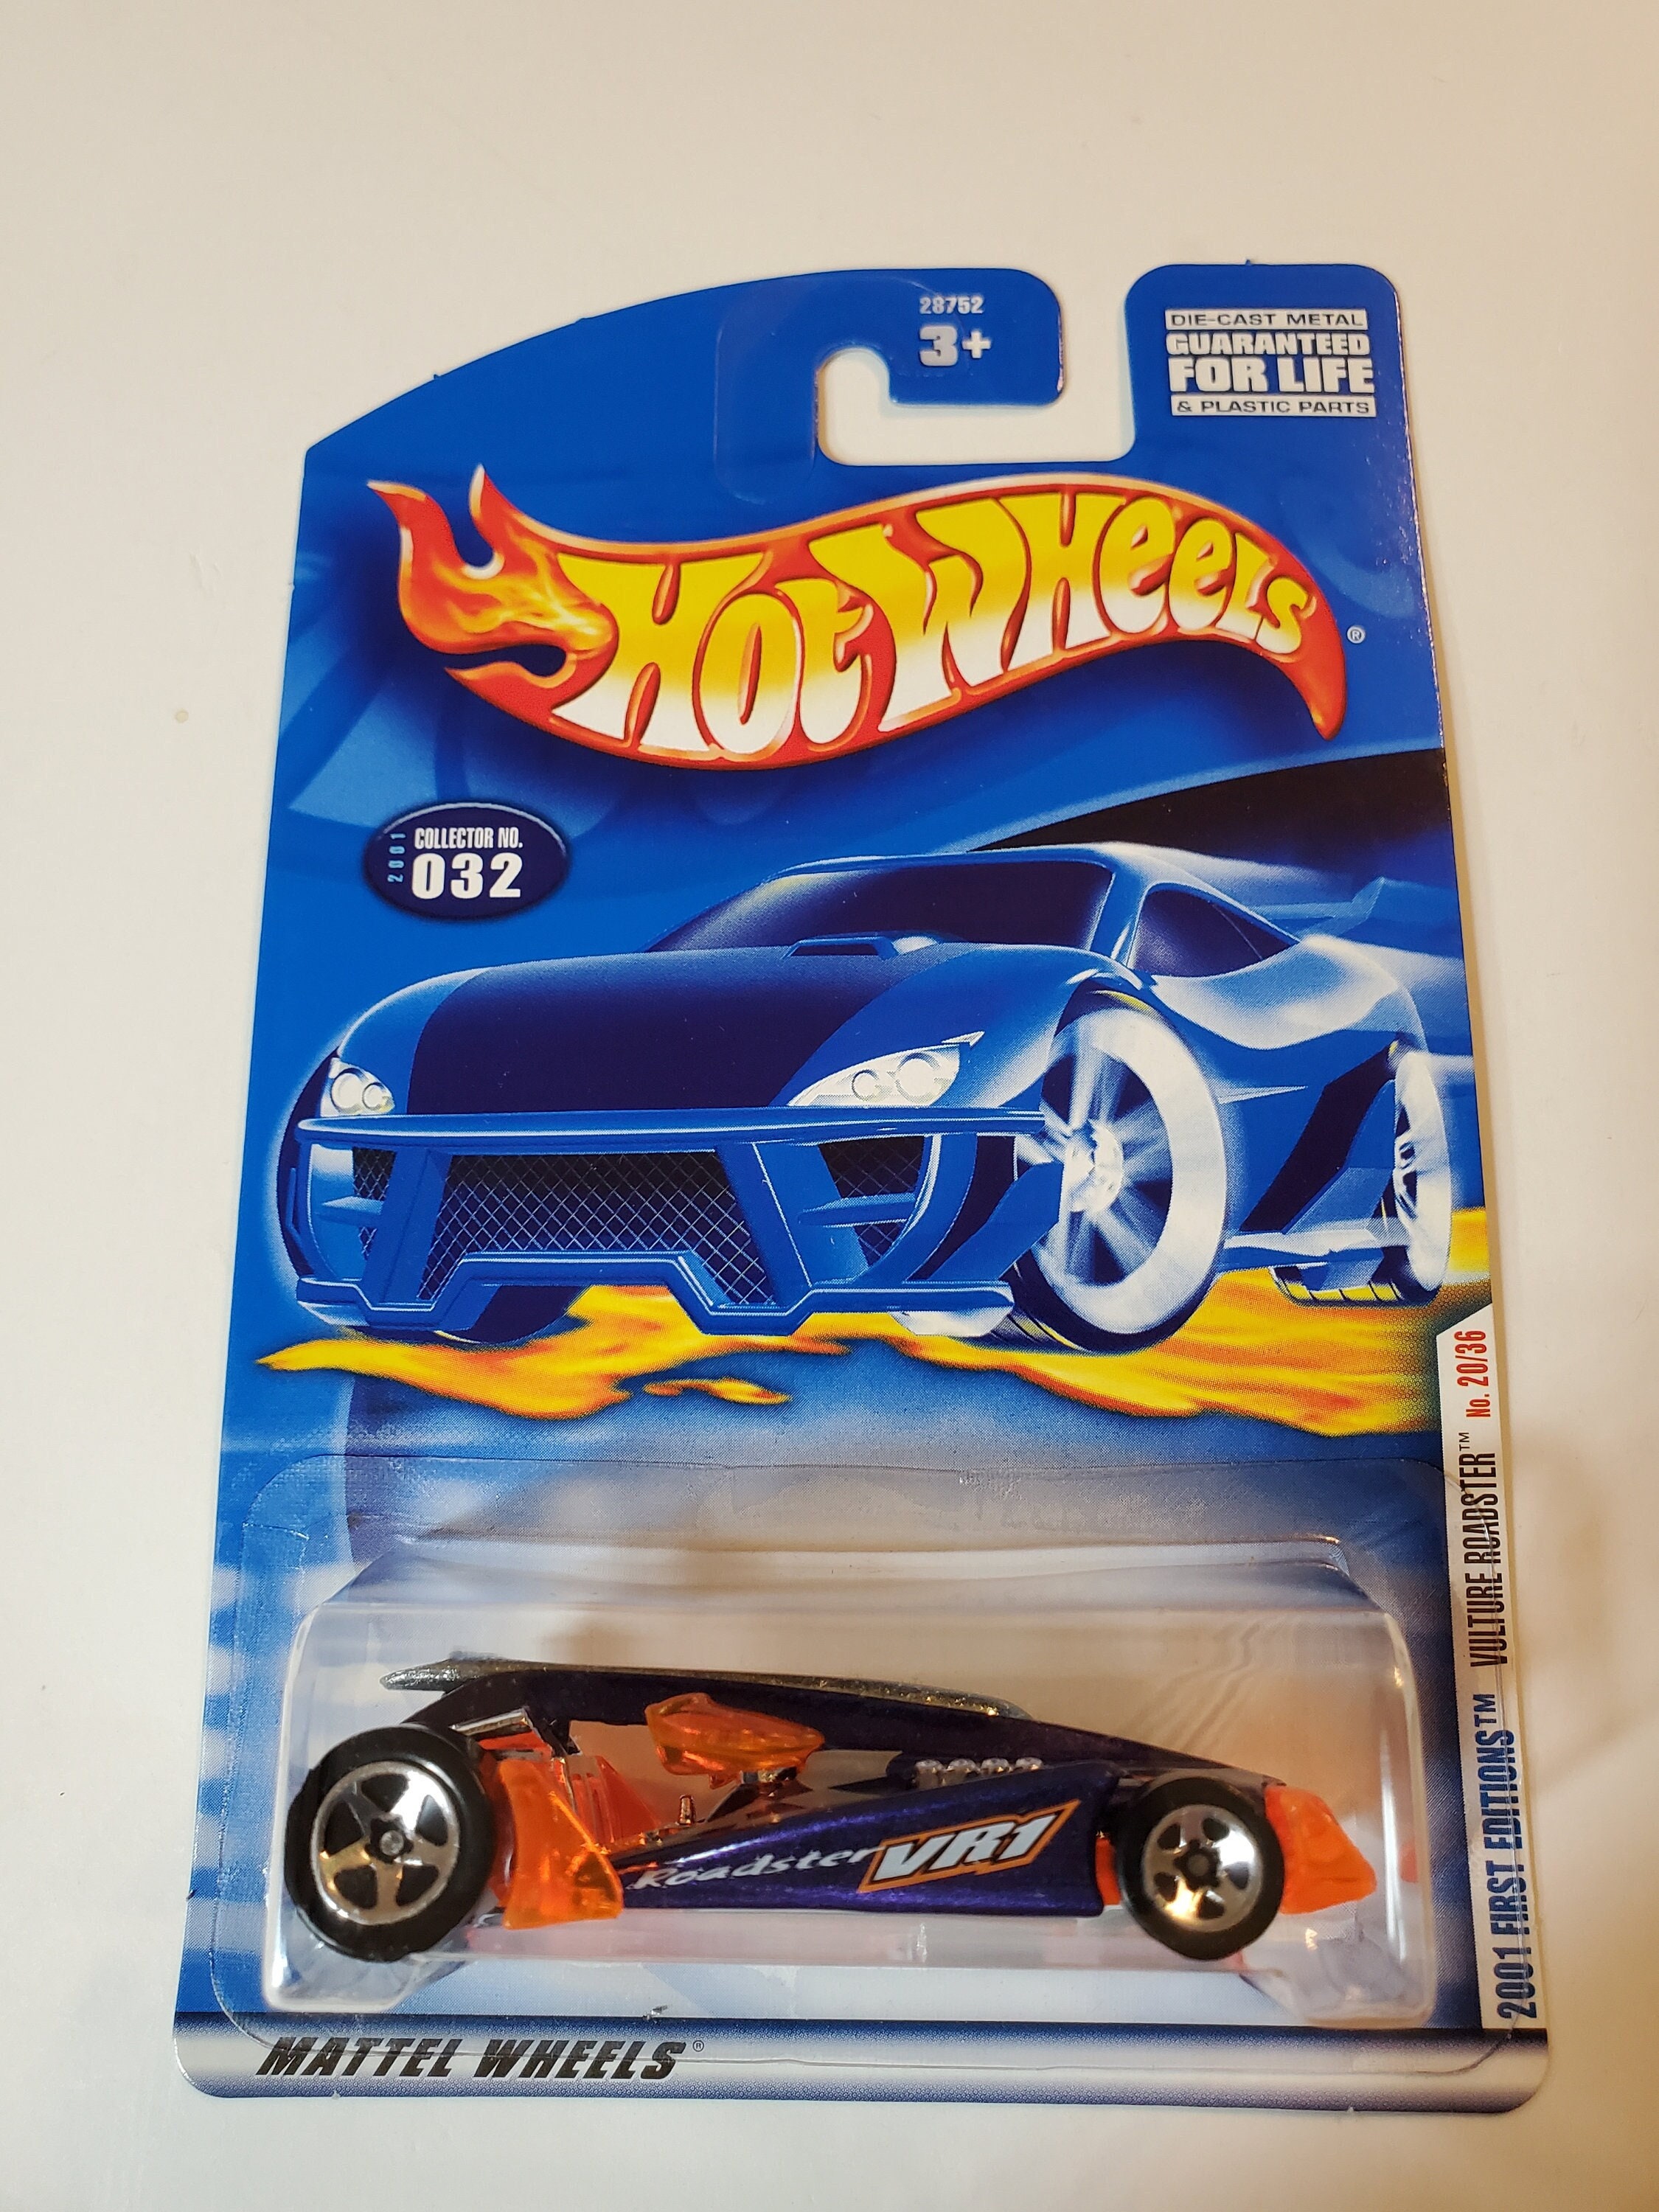 28752
3+
DIE-CAST METAL
GUARANTEED
FOR LIFE
& PLASTIC PARTS
HOT WHEELS®
2001
COLLECTOR NO.
032
2001 FIRST EDITIONS™ VULTURE ROADSTER™ No. 20/36
Roadster VR1
MATTEL WHEELS®